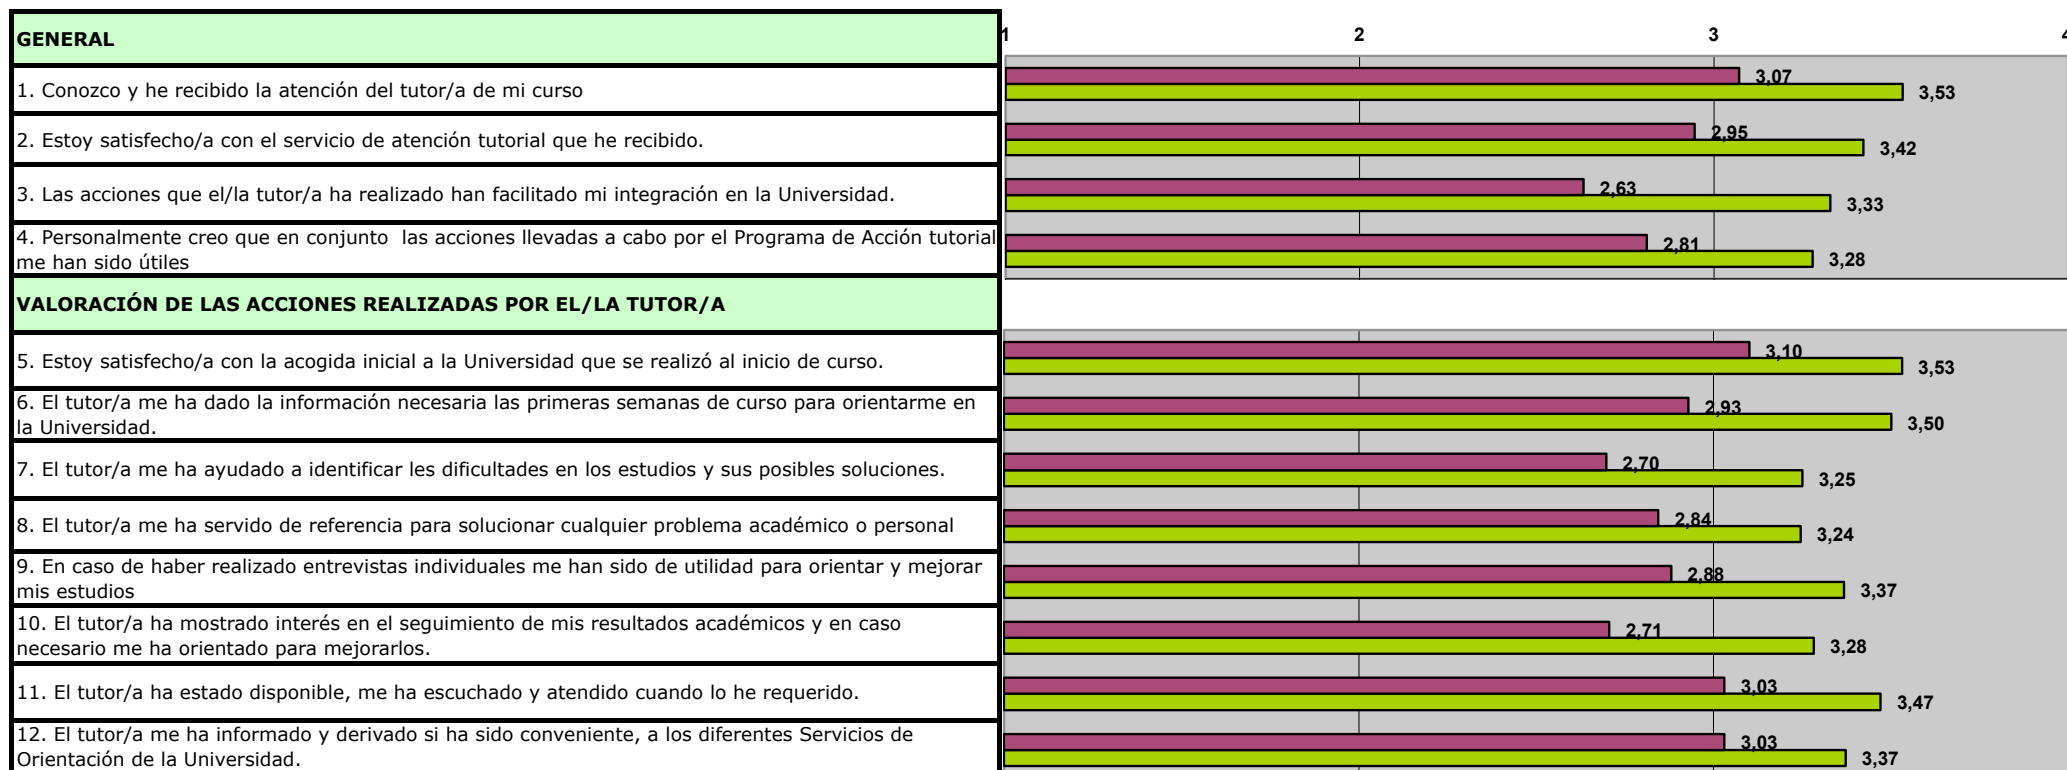 GENERAL
1 2 3 4
1. Conozco y he recibido la atención del tutor/a de mi curso
3,07
3,53
2. Estoy satisfecho/a con el servicio de atención tutorial que he recibido.
2,95
3,42
3. Las acciones que el/la tutor/a ha realizado han facilitado mi integración en la Universidad.
2,63
3,33
4. Personalmente creo que en conjunto  las acciones llevadas a cabo por el Programa de Acción tutorial
me han sido útiles
2,81
3,28
VALORACIÓN DE LAS ACCIONES REALIZADAS POR EL/LA TUTOR/A
5. Estoy satisfecho/a con la acogida inicial a la Universidad que se realizó al inicio de curso.
3,10
3,53
6. El tutor/a me ha dado la información necesaria las primeras semanas de curso para orientarme en
la Universidad.
2,93
3,50
7. El tutor/a me ha ayudado a identificar les dificultades en los estudios y sus posibles soluciones.
2,70
3,25
8. El tutor/a me ha servido de referencia para solucionar cualquier problema académico o personal
2,84
3,24
9. En caso de haber realizado entrevistas individuales me han sido de utilidad para orientar y mejorar
mis estudios
2,88
3,37
10. El tutor/a ha mostrado interés en el seguimiento de mis resultados académicos y en caso
necesario me ha orientado para mejorarlos.
2,71
3,28
11. El tutor/a ha estado disponible, me ha escuchado y atendido cuando lo he requerido.
3,03
3,47
12. El tutor/a me ha informado y derivado si ha sido conveniente, a los diferentes Servicios de
Orientación de la Universidad.
3,03
3,37